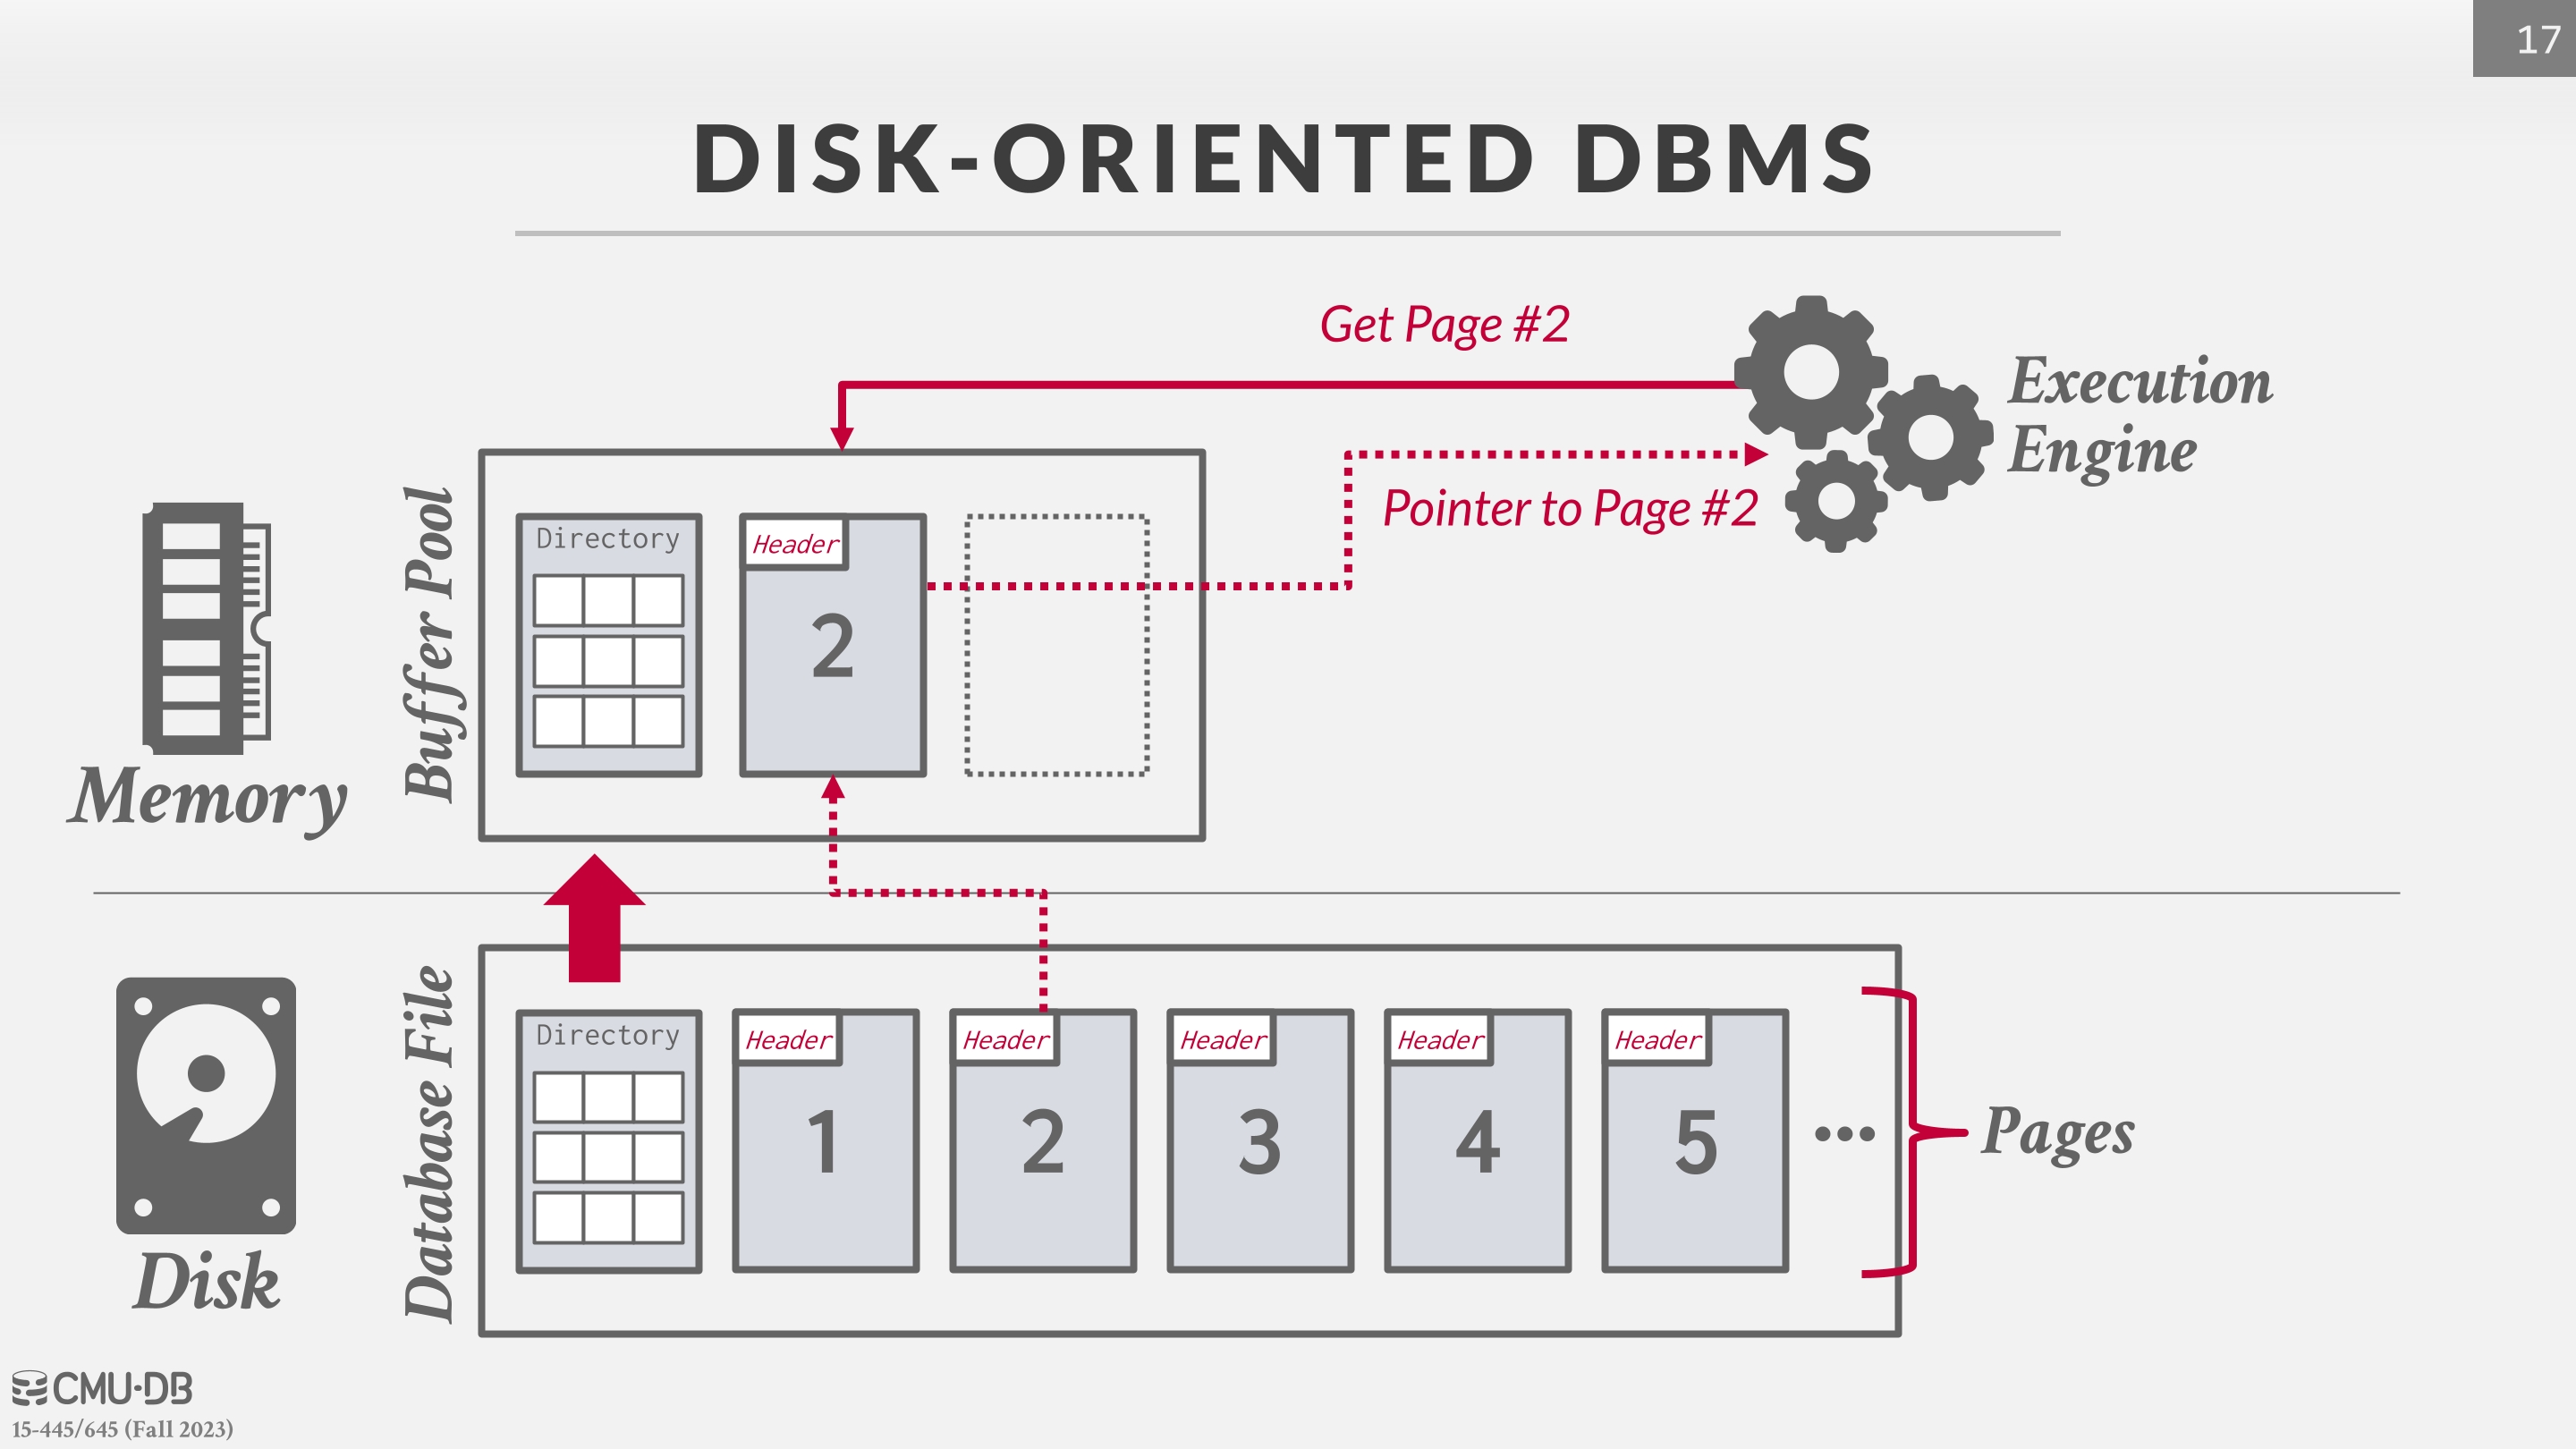 17
DISK-ORIENTED DBMS
Get Page #2
Execution
Engine
Pointer to Page #2
Memory
Buffer Pool
Directory
Header
2
Disk
Database File
Directory
Header
1
Header
2
Header
3
Header
4
Header
5
•••
Pages
CMU·DB
15-445/645 (Fall 2023)